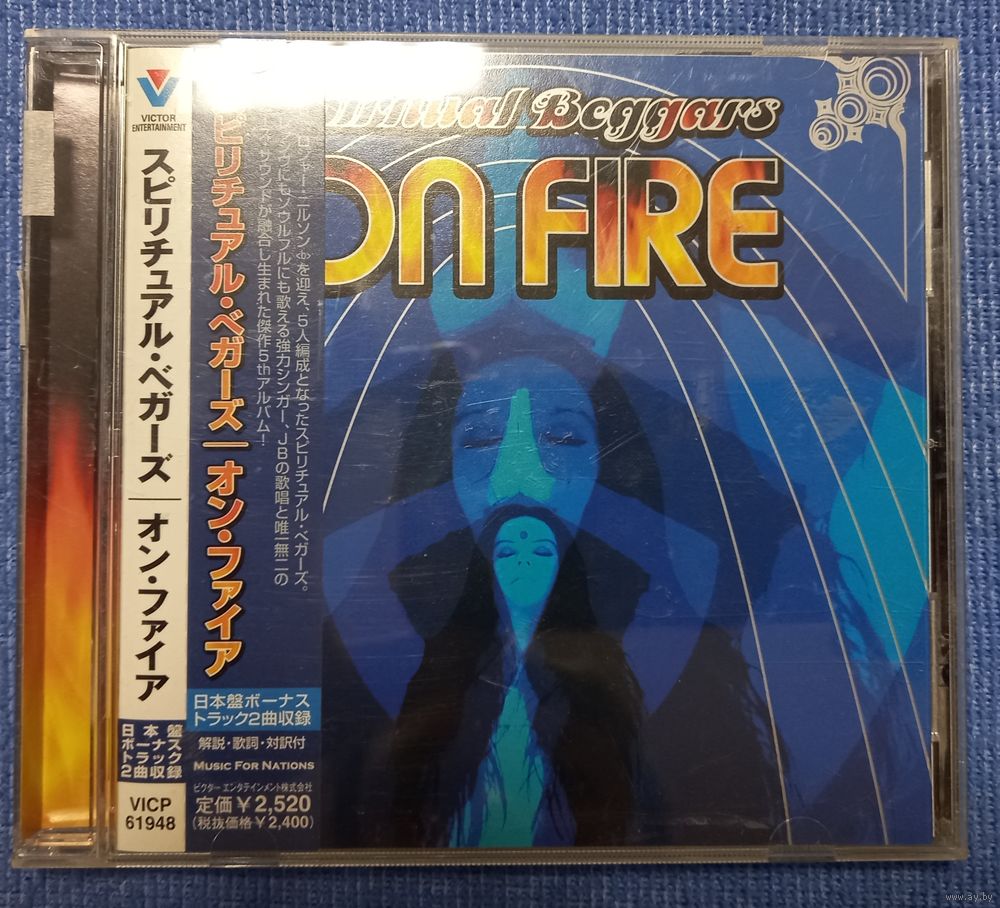 VICTOR
ENTERTAINMENT
スピリチュアル・ベガーズ
オン・ファイア
日本盤
ボーナス
トラック
2曲収録
VICP
61948
ピリチュアル・ベガーズ
オン・ファイア
ニルソン♂を迎え、5人編成となったスピリチュアル・ベガーズ。
にもソウルフルにも歌える強力シンガー、JBの歌唱と唯一無二の
サウンドが融合し生まれた傑作5thアルバム!
日本盤ボーナス
トラック2曲収録
解説・歌詞・対訳付
MUSIC FOR NATIONS
ビクター エンタテインメント株式会社
定価¥2,520
(税抜価格¥2,400)
Beggars
ON FIRE
www.ay.by